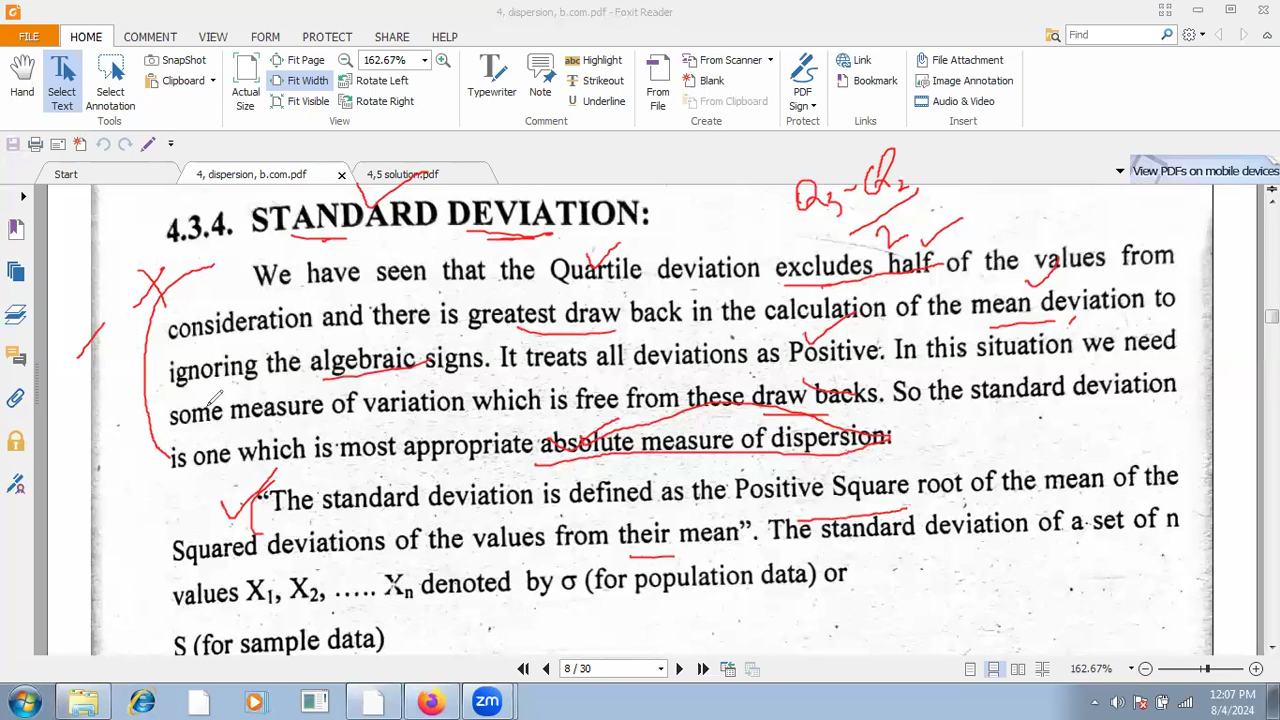 4, dispersion, b.com.pdf - Foxit Reader
FILE HOME COMMENT VIEW FORM PROTECT SHARE HELP
Find
SnapShot Fit Page 162.67% Highlight From Scanner Link File Attachment
Clipboard Fit Width Rotate Left Strikeout Blank Bookmark Image Annotation
Hand Select Text Select Annotation Actual Size Fit Visible Rotate Right Typewriter Note Underline From File From Clipboard PDF Sign Audio & Video
Tools View Comment Create Protect Links Insert
Start 4, dispersion, b.com.pdf 4,5 solution.pdf View PDFs on mobile devices
Q3 - Q2
2
4.3.4. STANDARD DEVIATION:
We have seen that the Quartile deviation excludes half of the values from
consideration and there is greatest draw back in the calculation of the mean deviation to
ignoring the algebraic signs. It treats all deviations as Positive. In this situation we need
some measure of variation which is free from these draw backs. So the standard deviation
is one which is most appropriate absolute measure of dispersion:
“The standard deviation is defined as the Positive Square root of the mean of the
Squared deviations of the values from their mean”. The standard deviation of a set of n
values X1, X2, ..... Xn denoted by σ (for population data) or
S (for sample data)
8 / 30 162.67%
zm 12:07 PM
8/4/2024